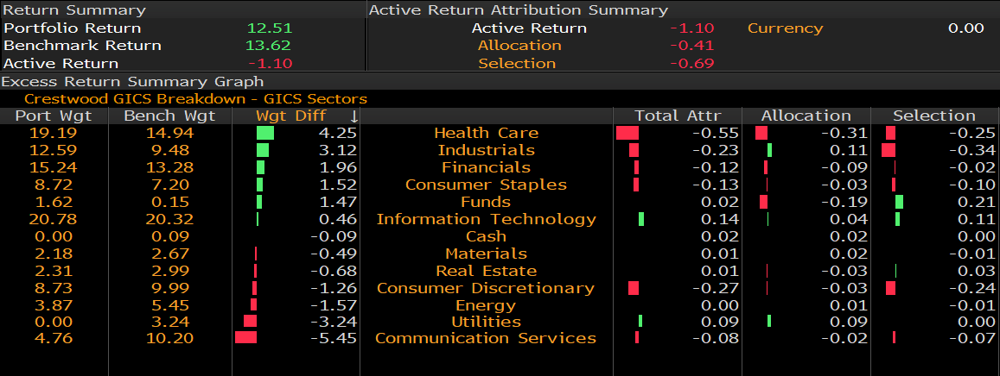 Return Summary Active Return Attribution Summary
Portfolio Return 12.51 Active Return -1.10 Currency 0.00
Benchmark Return 13.62 Allocation -0.41
Active Return -1.10 Selection -0.69
Excess Return Summary Graph
Crestwood GICS Breakdown - GICS Sectors
Port Wgt Bench Wgt Wgt Diff ↓ Total Attr Allocation Selection
19.19 14.94 4.25 Health Care -0.55 -0.31 -0.25
12.59 9.48 3.12 Industrials -0.23 0.11 -0.34
15.24 13.28 1.96 Financials -0.12 -0.09 -0.02
8.72 7.20 1.52 Consumer Staples -0.13 -0.03 -0.10
1.62 0.15 1.47 Funds 0.02 -0.19 0.21
20.78 20.32 0.46 Information Technology 0.14 0.04 0.11
0.00 0.09 -0.09 Cash 0.02 0.02 0.00
2.18 2.67 -0.49 Materials 0.01 0.02 -0.01
2.31 2.99 -0.68 Real Estate 0.01 -0.03 0.03
8.73 9.99 -1.26 Consumer Discretionary -0.27 -0.03 -0.24
3.87 5.45 -1.57 Energy 0.00 0.01 -0.01
0.00 3.24 -3.24 Utilities 0.09 0.09 0.00
4.76 10.20 -5.45 Communication Services -0.08 -0.02 -0.07